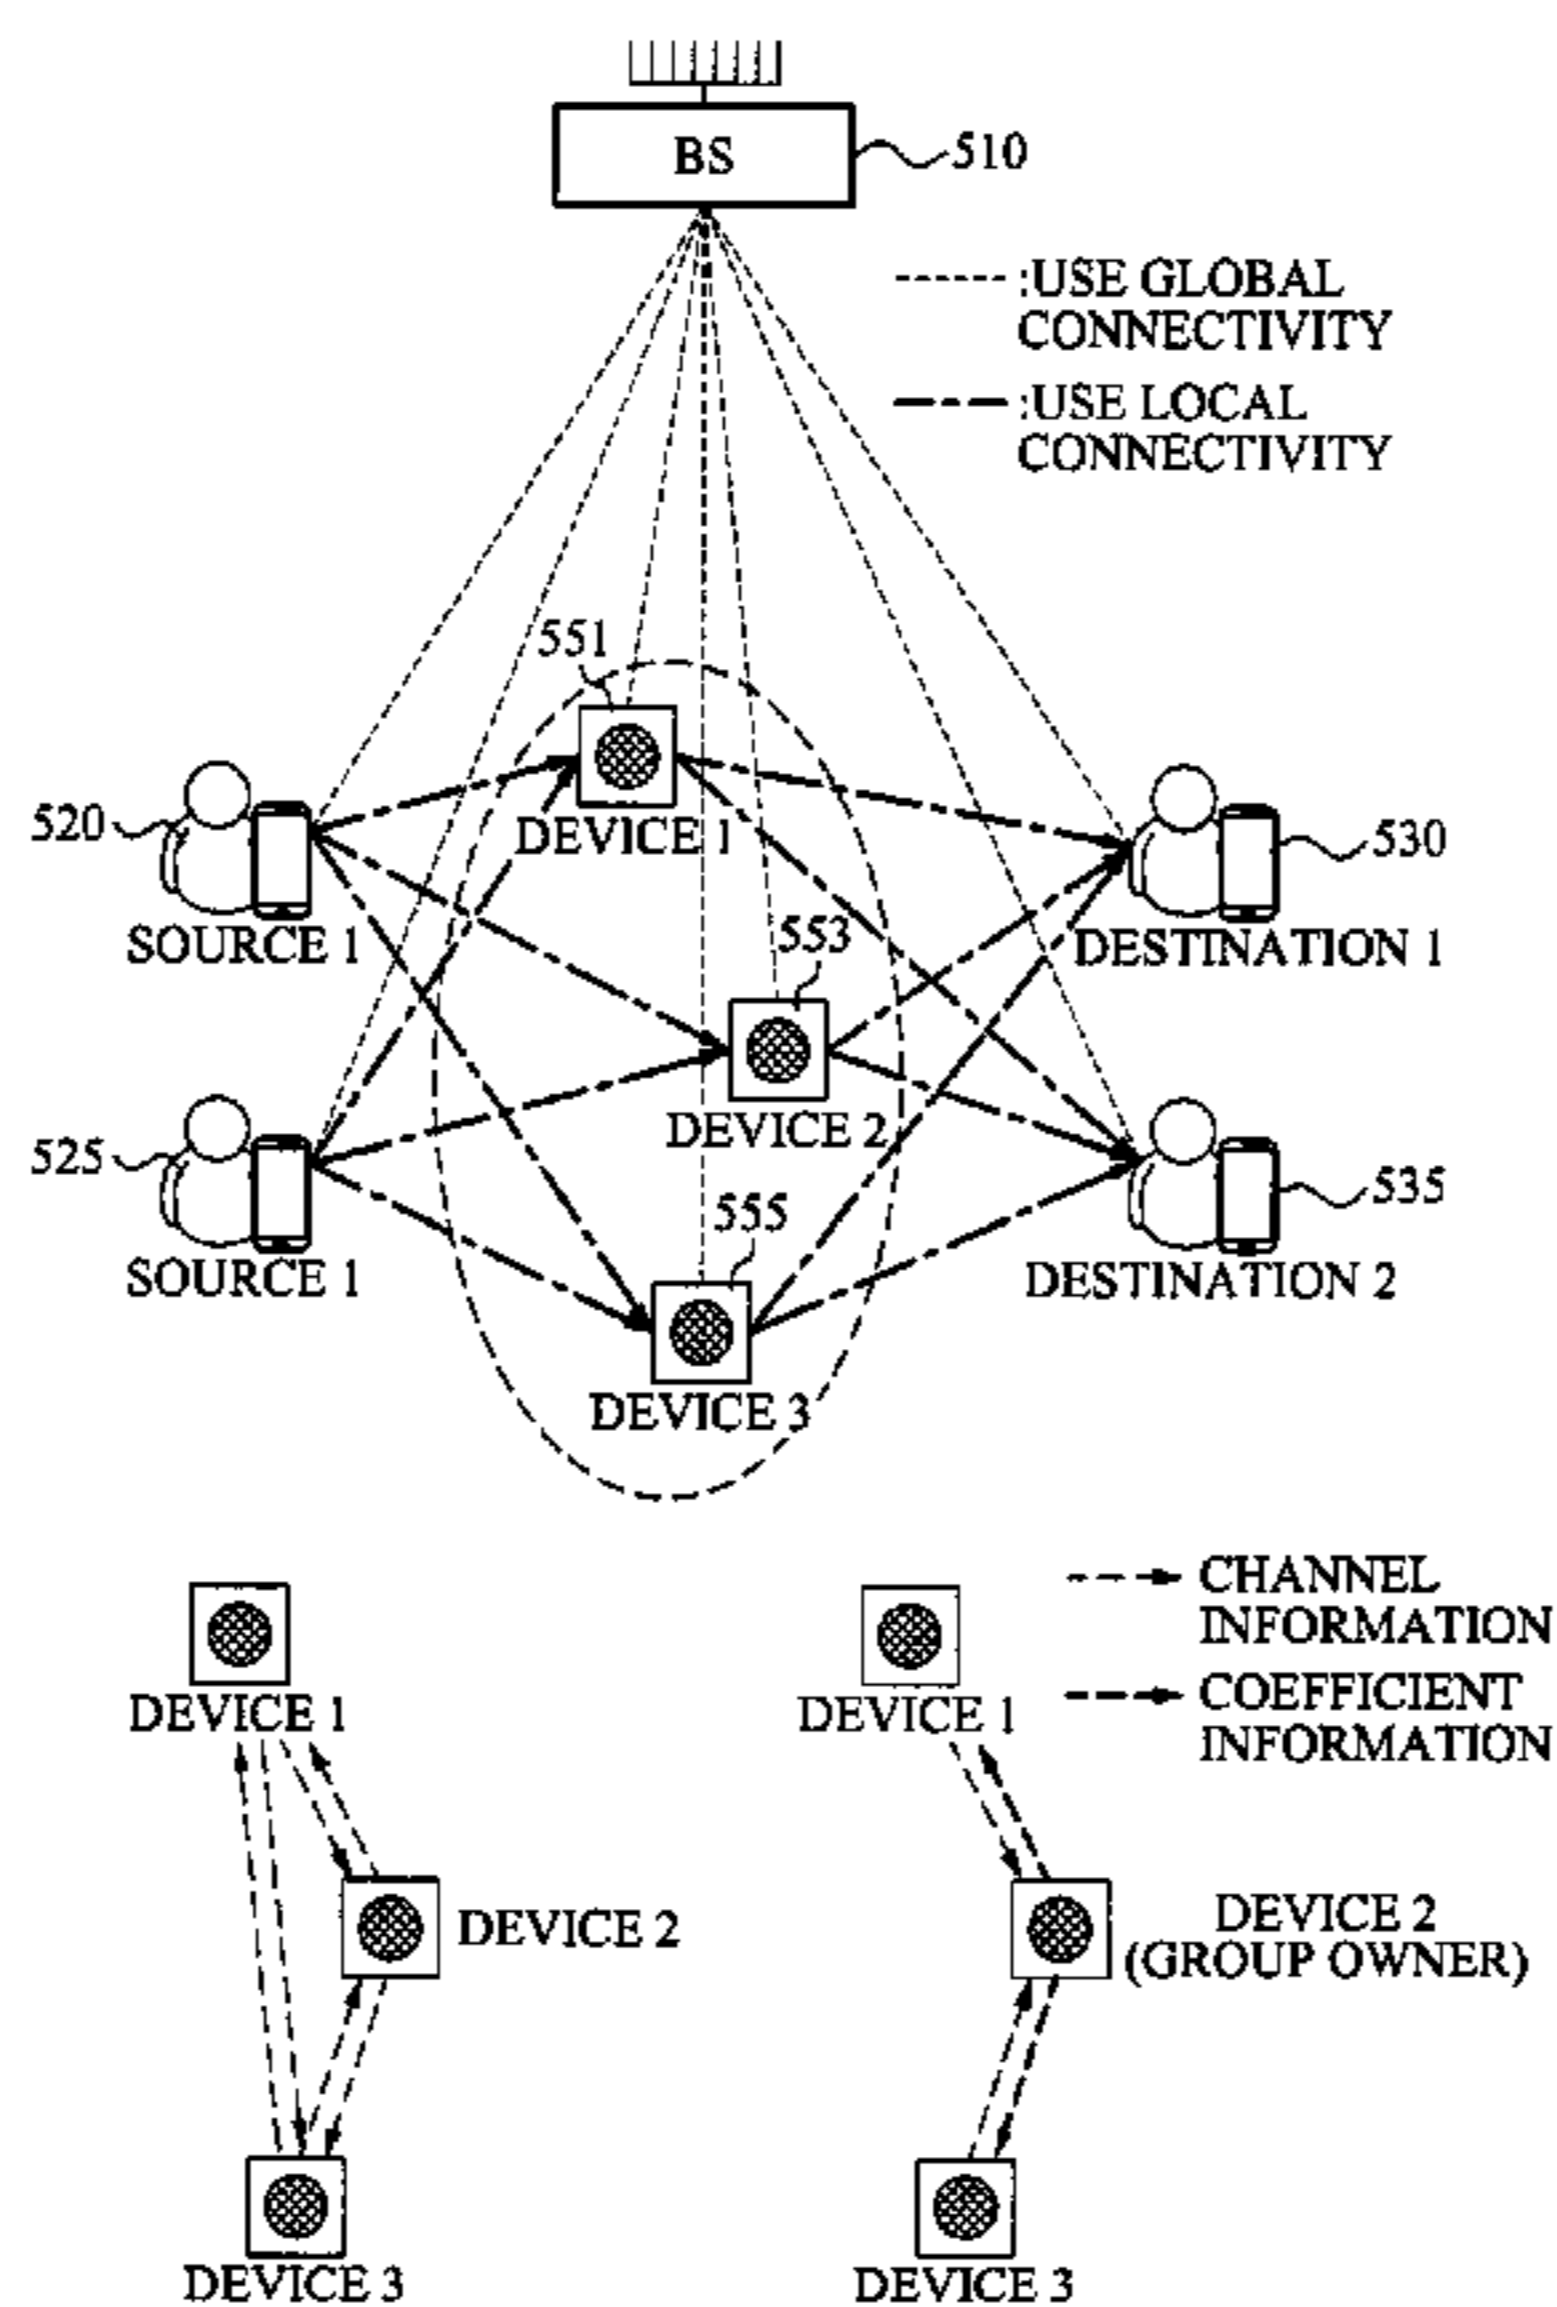 BS
510
:USE GLOBAL
CONNECTIVITY
:USE LOCAL
CONNECTIVITY
551
520
DEVICE 1
530
SOURCE 1
553
DESTINATION 1
525
DEVICE 2
535
555
SOURCE 1
DESTINATION 2
DEVICE 3
CHANNEL
INFORMATION
COEFFICIENT
INFORMATION
DEVICE 1
DEVICE 1
DEVICE 2
DEVICE 2
(GROUP OWNER)
DEVICE 3
DEVICE 3